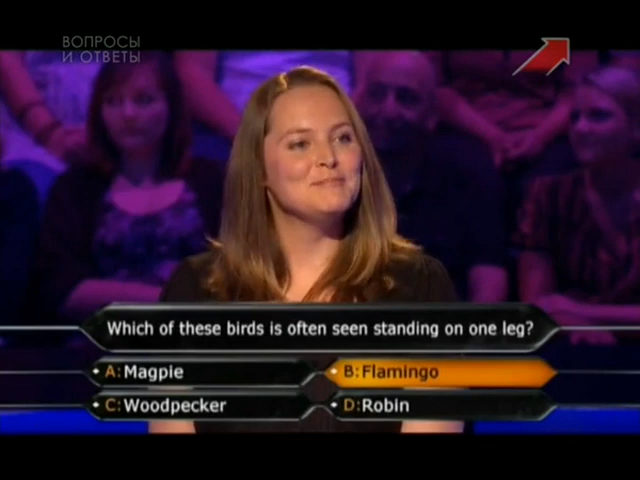 ВОПРОСЫ
И ОТВЕТЫ
Which of these birds is often seen standing on one leg?
A: Magpie
B: Flamingo
C: Woodpecker
D: Robin